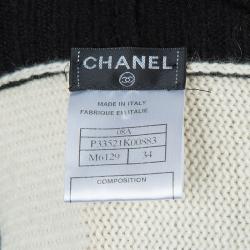 CHANEL
MADE IN ITALY
FABRIQUE EN ITALIE
08A
P33521K00883
M6129 34
COMPOSITION